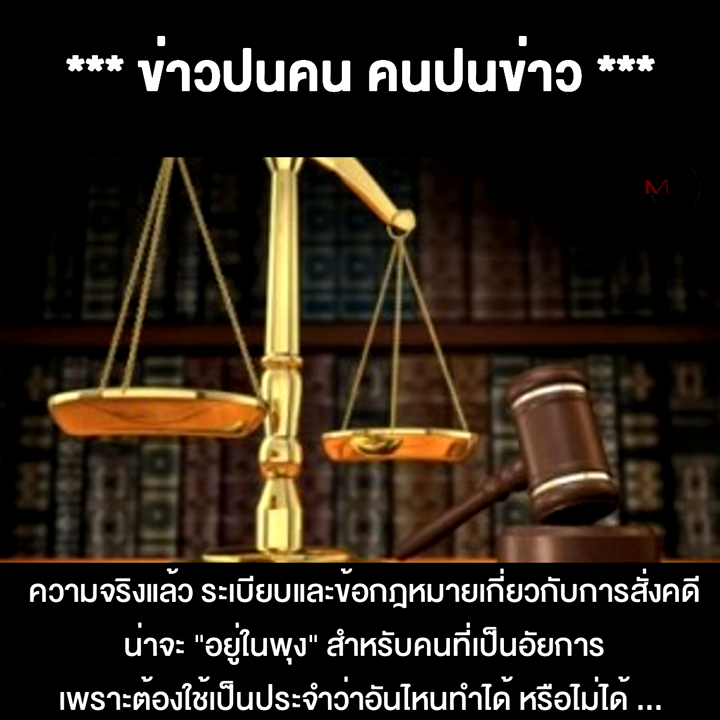 *** ข่าวปนคน คนปนข่าว ***
M
ความจริงแล้ว ระเบียบและข้อกฎหมายเกี่ยวกับการสั่งคดี
น่าจะ "อยู่ในพุง" สำหรับคนที่เป็นอัยการ
เพราะต้องใช้เป็นประจำว่าอันไหนทำได้ หรือไม่ได้ ...